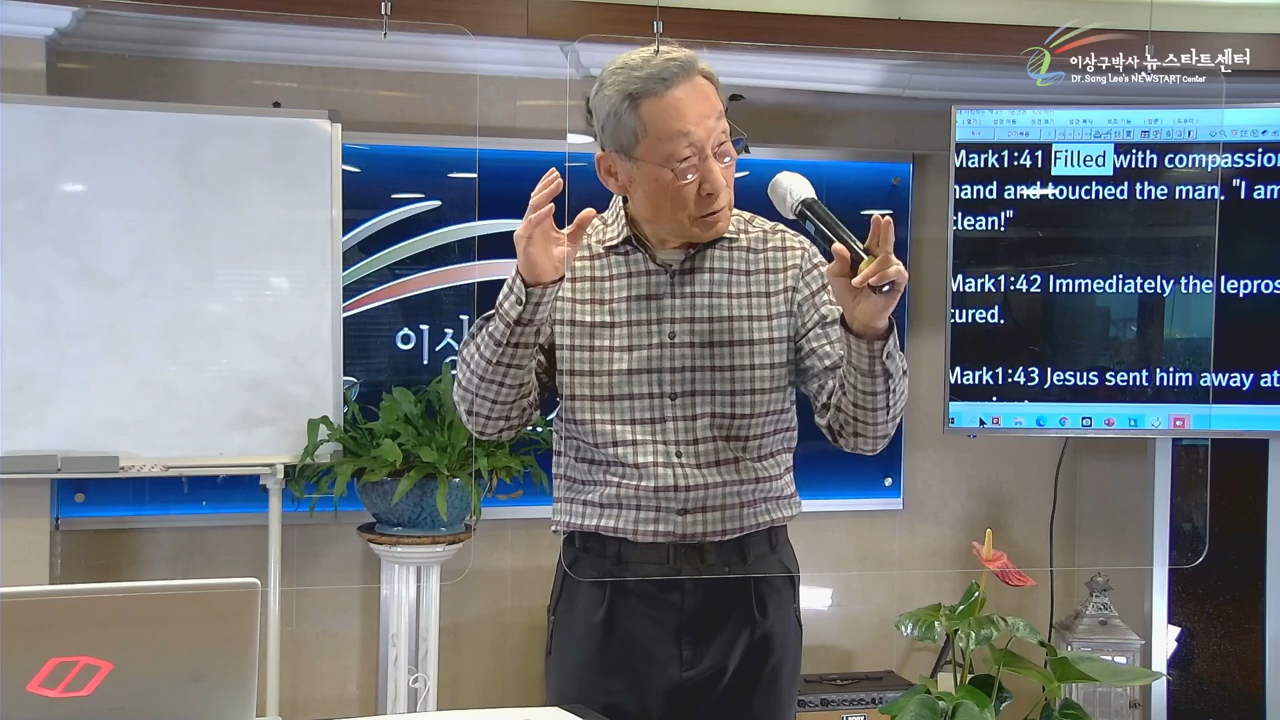 이상구박사 뉴스타트센터
Dr.Sang Lee's NEWSTART Center
Mark1:41 Filled with compassion
hand and touched the man. "I am
clean!"
Mark1:42 Immediately the lepros
cured.
Mark1:43 Jesus sent him away at
이상
Laney